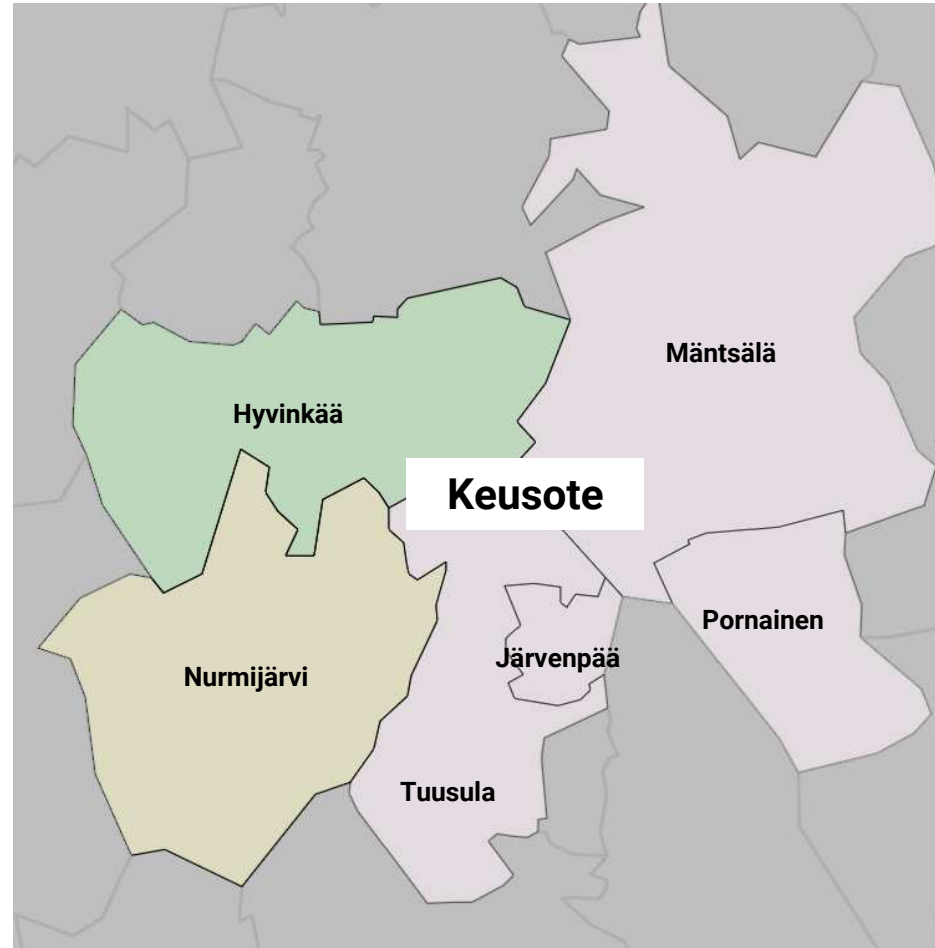 Mäntsälä
Hyvinkää
Keusote
Pornainen
Järvenpää
Nurmijärvi
Tuusula